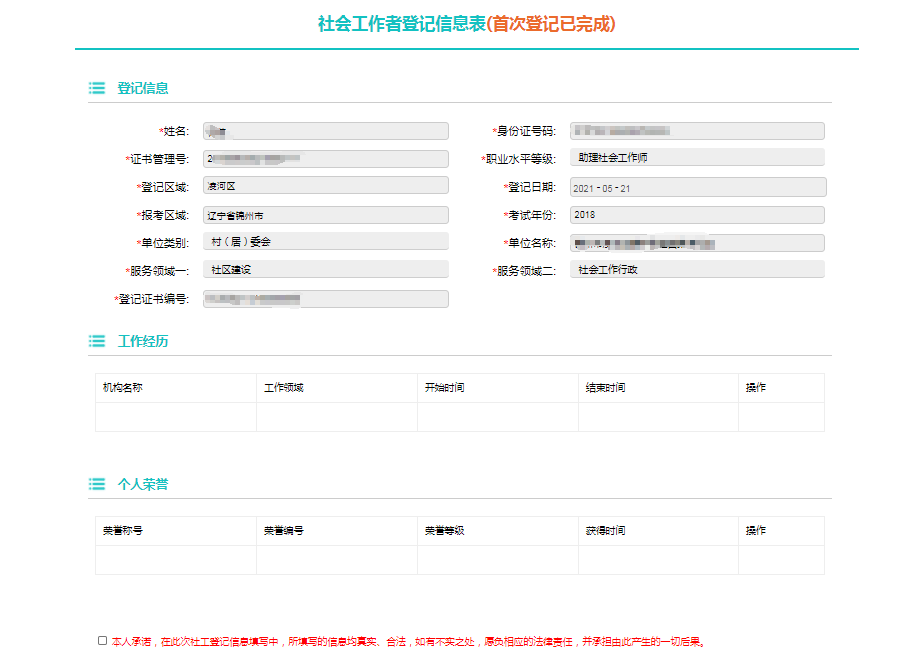 社会工作者登记信息表(首次登记已完成)
登记信息
*姓名:
*身份证号码:
*证书管理号: 2
*职业水平等级: 助理社会工作师
*登记区域: 凌河区
*登记日期: 2021-05-21
*报考区域: 辽宁省锦州市
*考试年份: 2018
*单位类别: 村(居)委会
*单位名称:
*服务领域一: 社区建设
*服务领域二: 社会工作行政
*登记证书编号:
工作经历
机构名称 工作领域 开始时间 结束时间 操作
个人荣誉
荣誉称号 荣誉编号 荣誉等级 获得时间 操作
本人承诺,在此次社工登记信息填写中,所填写的信息均真实、合法,如有不实之处,愿负相应的法律责任,并承担由此产生的一切后果。